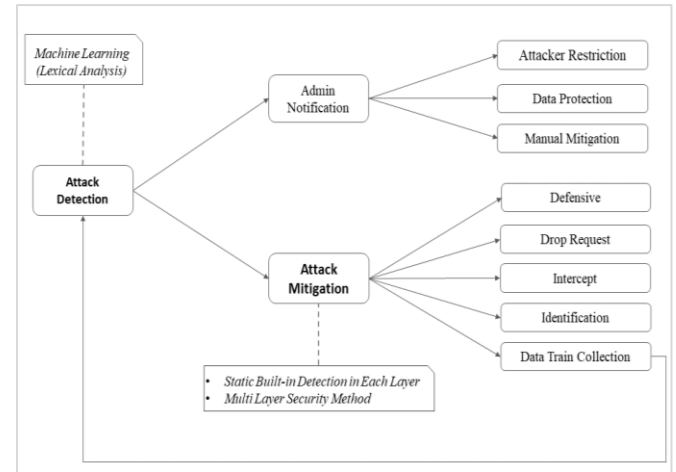 Machine Learning
(Lexical Analysis)
Attack
Detection
Admin
Notification
Attacker Restriction
Data Protection
Manual Mitigation
Attack
Mitigation
Defensive
Drop Request
Intercept
Identification
Data Train Collection
• Static Built-in Detection in Each Layer
• Multi Layer Security Method